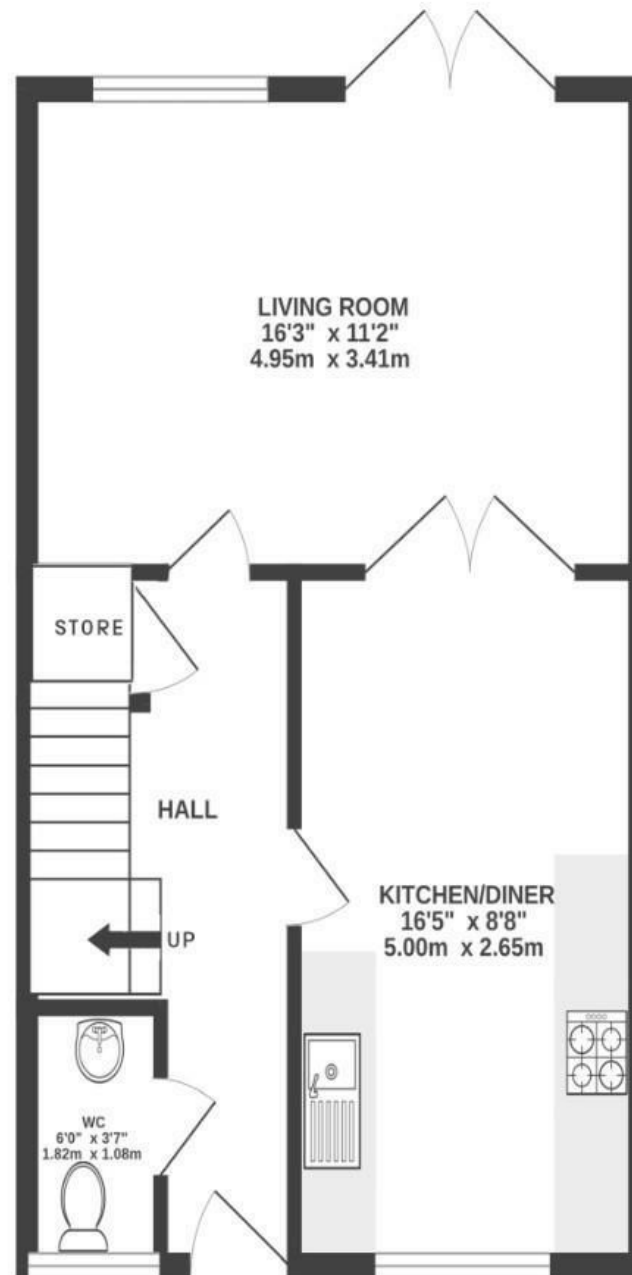 LIVING ROOM
16'3" x 11'2"
4.95m x 3.41m
STORE
HALL
KITCHEN/DINER
16'5" x 8'8"
5.00m x 2.65m
UP
WC
6'0" x 3'7"
1.82m x 1.08m